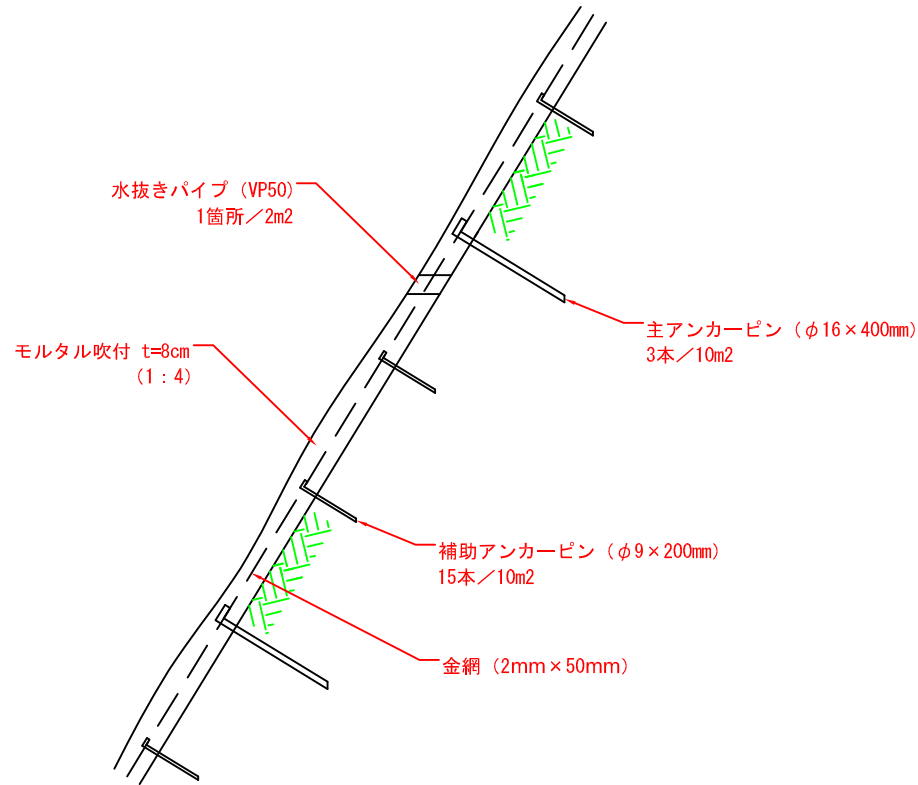 水抜きパイプ（VP50）
1箇所／2m2
主アンカーピン（φ16×400mm）
3本／10m2
モルタル吹付 t=8cm
（1：4）
補助アンカーピン（φ9×200mm）
15本／10m2
金網（2mm×50mm）